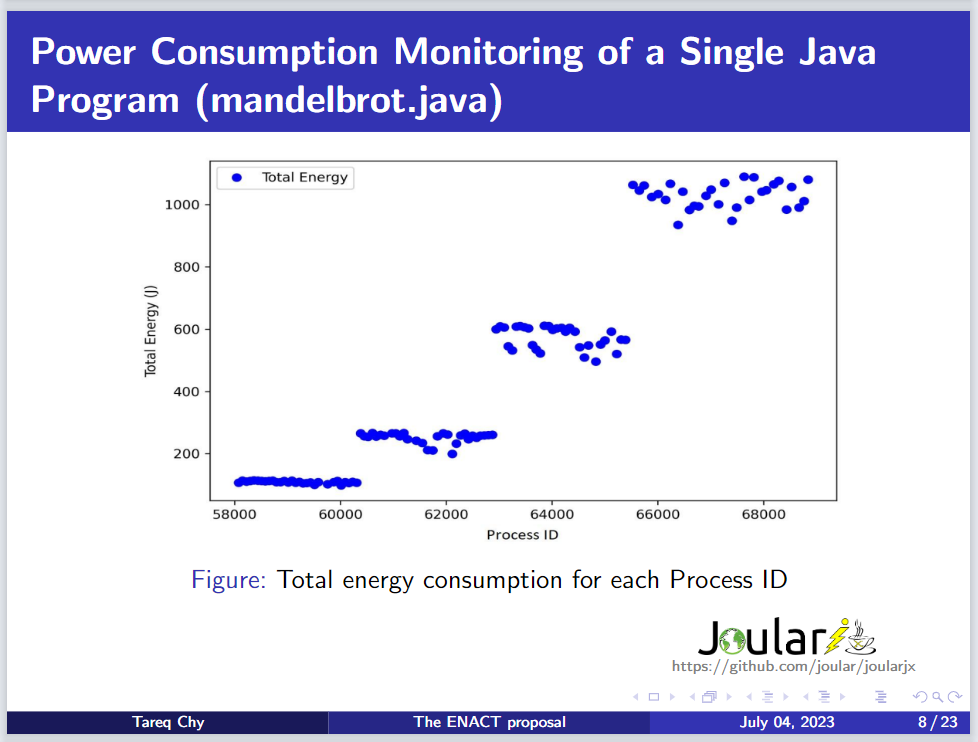 Power Consumption Monitoring of a Single Java
Program (mandelbrot.java)
Total Energy
1000
800
600
400
200
Total Energy (J)
58000 60000 62000 64000 66000 68000
Process ID
Figure: Total energy consumption for each Process ID
Joular
https://github.com/joular/joularjx
Tareq Chy The ENACT proposal July 04, 2023 8 / 23